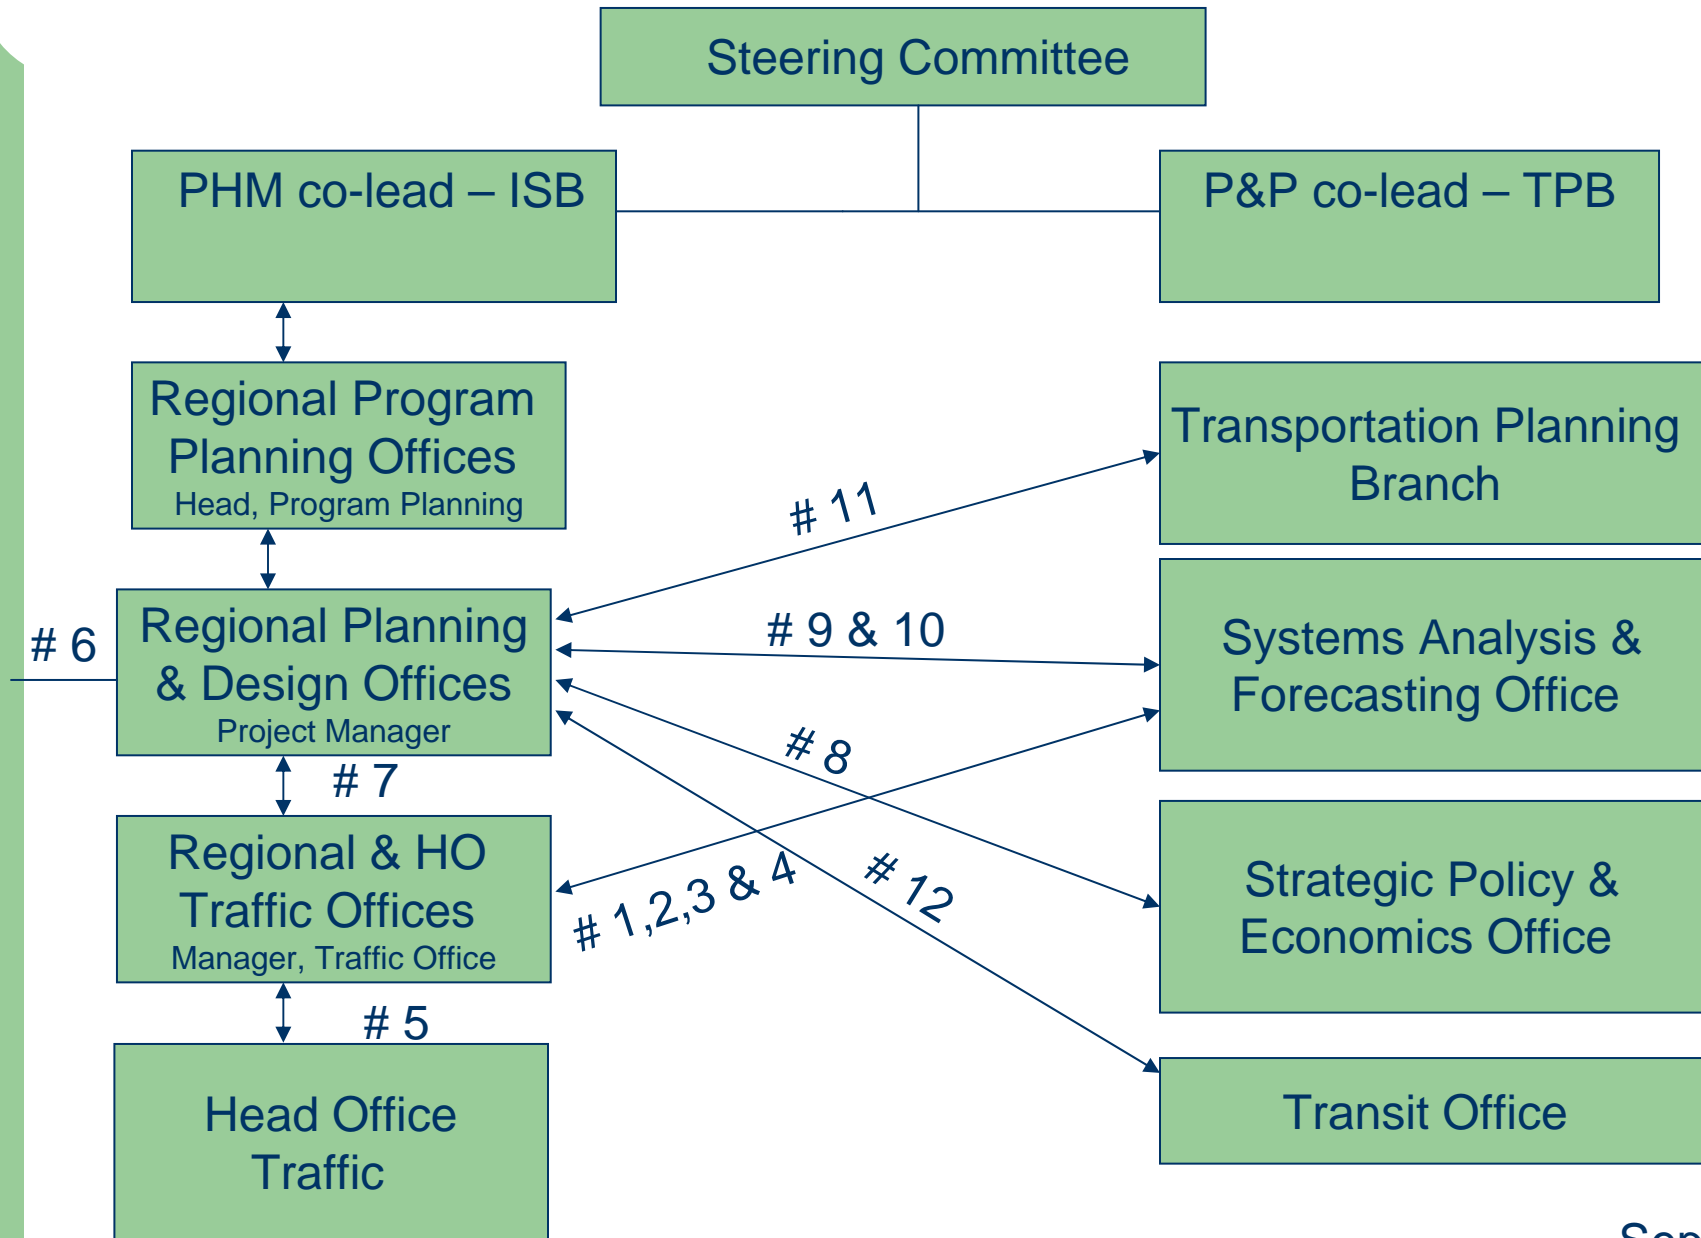 Steering Committee
PHM co-lead – ISB
P&P co-lead – TPB
Regional Program
Planning Offices
Head, Program Planning
Transportation Planning
Branch
# 11
# 6
Regional Planning
& Design Offices
Project Manager
# 9 & 10
Systems Analysis &
Forecasting Office
# 8
# 7
Regional & HO
Traffic Offices
Manager, Traffic Office
# 1,2,3 & 4
# 12
Strategic Policy &
Economics Office
# 5
Head Office
Traffic
Transit Office